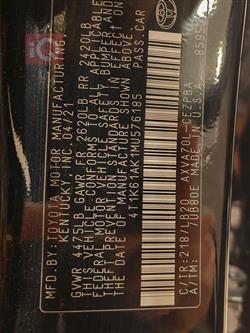 MFD. BY: TOYOTA MOTOR MANUFACTURING
KENTUCKY, INC. 04/21
GVWR 4475LB GAWR FR 2620LB RR 2420LB
THIS VEHICLE CONFORMS TO ALL APPLICABLE
FEDERAL MOTOR VEHICLE SAFETY, BUMPER, AND
THEFT PREVENTION STANDARDS IN EFFECT ON THE
DATE OF MANUFACTURE SHOWN ABOVE.
4T1K61AK1MU576185 PASS. CAR
C/TR: 218/LB20 AXVA70L-CEZPBA
MADE IN U.S.A.